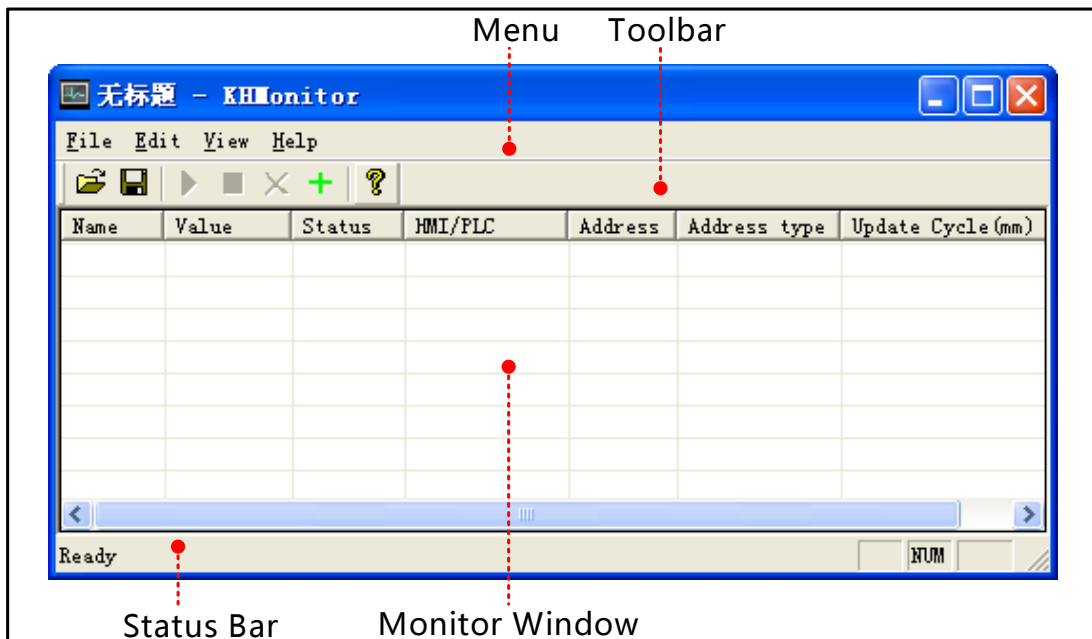 Menu Toolbar
无标题 - KHMonitor
File Edit View Help
Name Value Status HMI/PLC Address Address type Update Cycle(mm)
Ready NUM
Status Bar Monitor Window